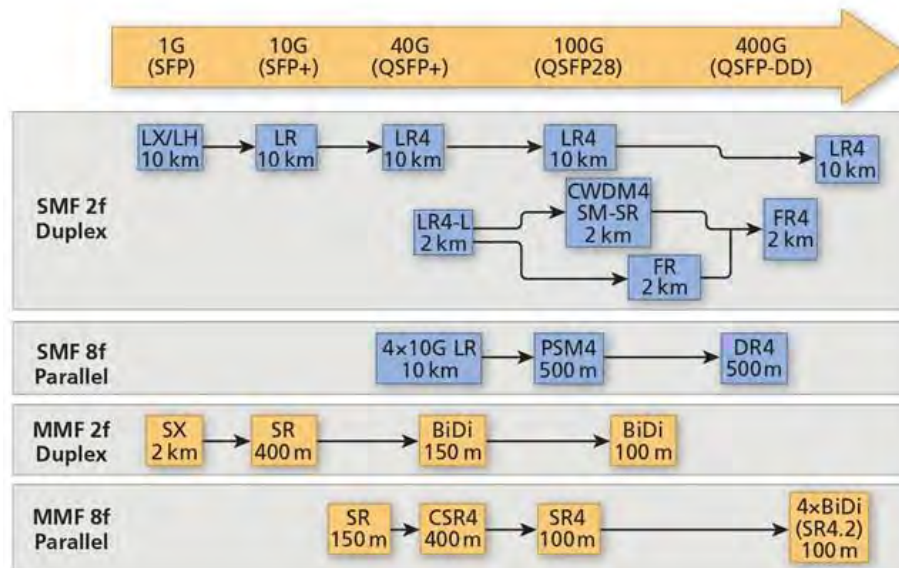 1G
(SFP)
10G
(SFP+)
40G
(QSFP+)
100G
(QSFP28)
400G
(QSFP-DD)
SMF 2f
Duplex
LX/LH
10 km
LR
10 km
LR4
10 km
LR4
10 km
LR4
10 km
LR4-L
2 km
CWDM4
SM-SR
2 km
FR
2 km
FR4
2 km
SMF 8f
Parallel
4×10G LR
10 km
PSM4
500 m
DR4
500 m
MMF 2f
Duplex
SX
2 km
SR
400 m
BiDi
150 m
BiDi
100 m
MMF 8f
Parallel
SR
150 m
CSR4
400 m
SR4
100 m
4×BiDi
(SR4.2)
100 m